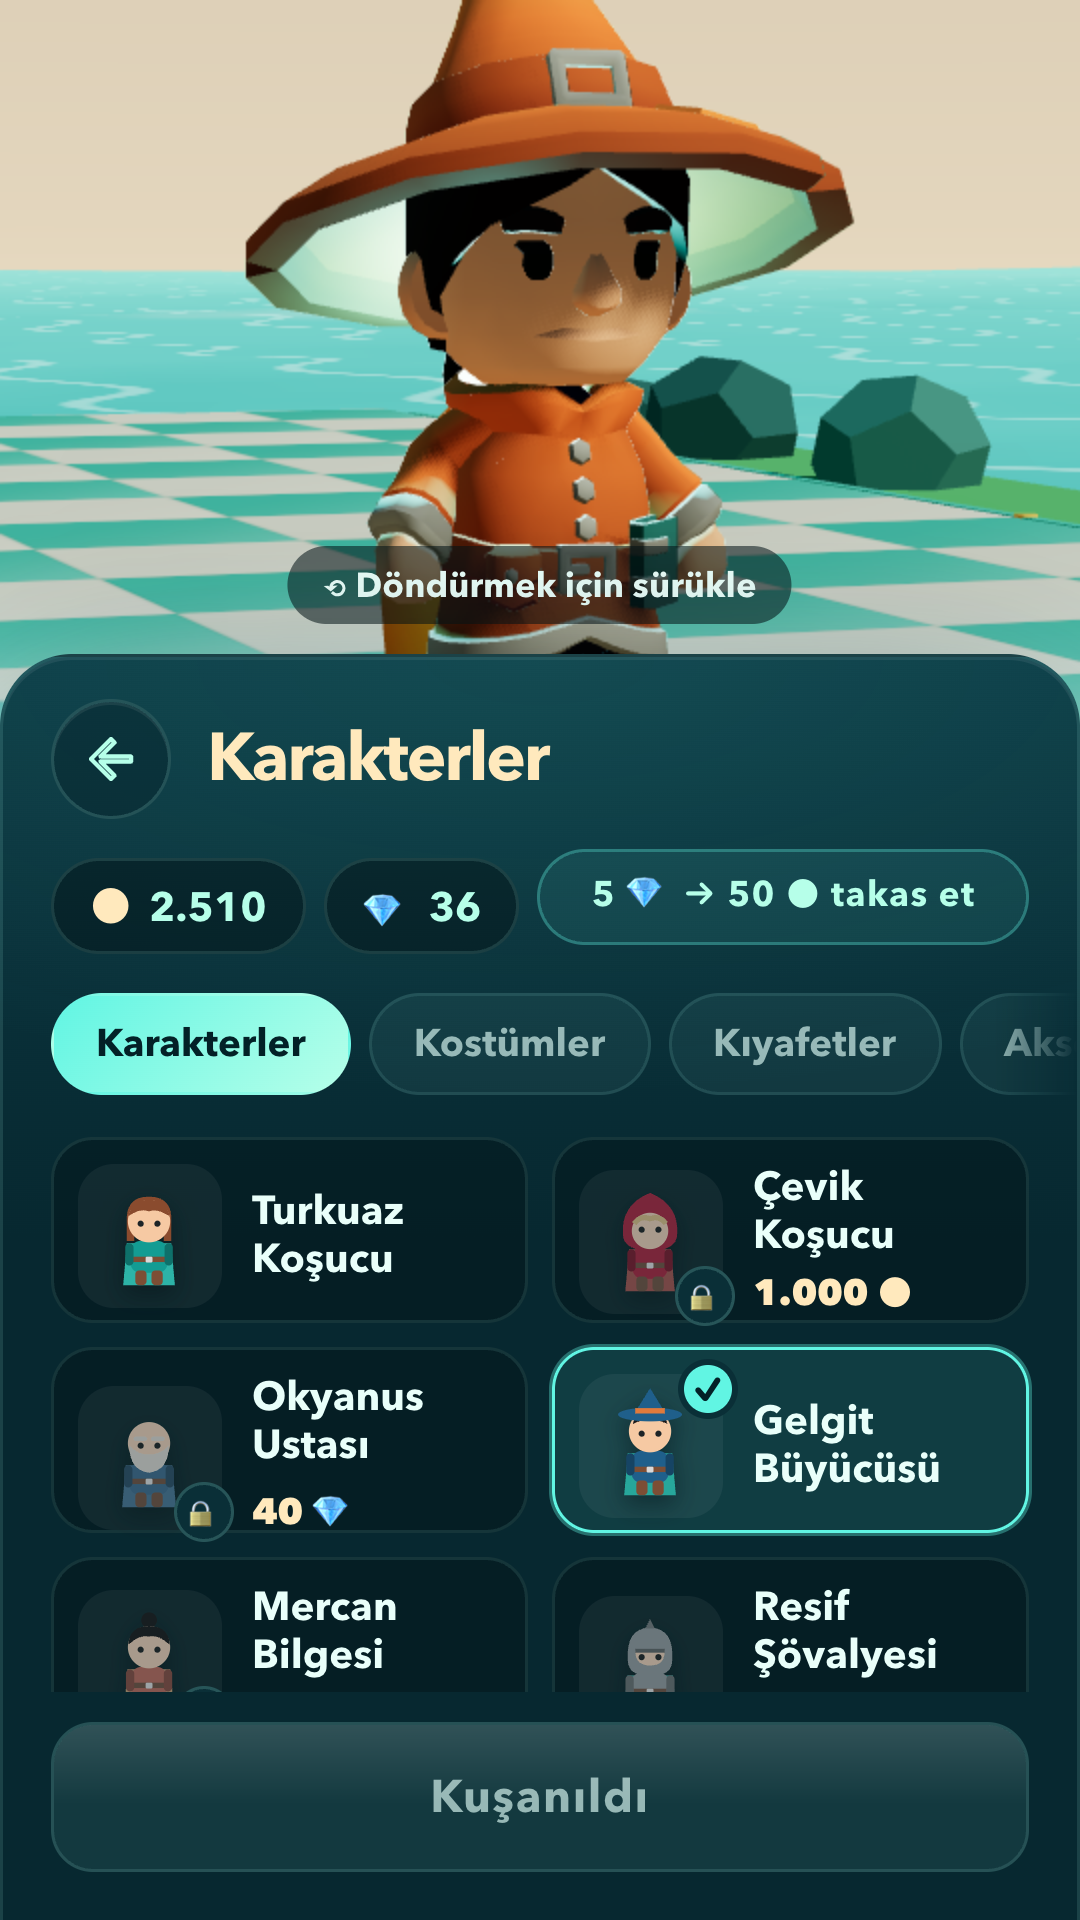 Döndürmek için sürükle
Karakterler
2.510
36
5 💎 → 50 takas et
Karakterler
Kostümler
Kıyafetler
Aks
Turkuaz
Koşucu
Çevik
Koşucu
1.000
Okyanus
Ustası
40
Gelgit
Büyücüsü
Mercan
Bilgesi
Resif
Şövalyesi
Kuşanıldı